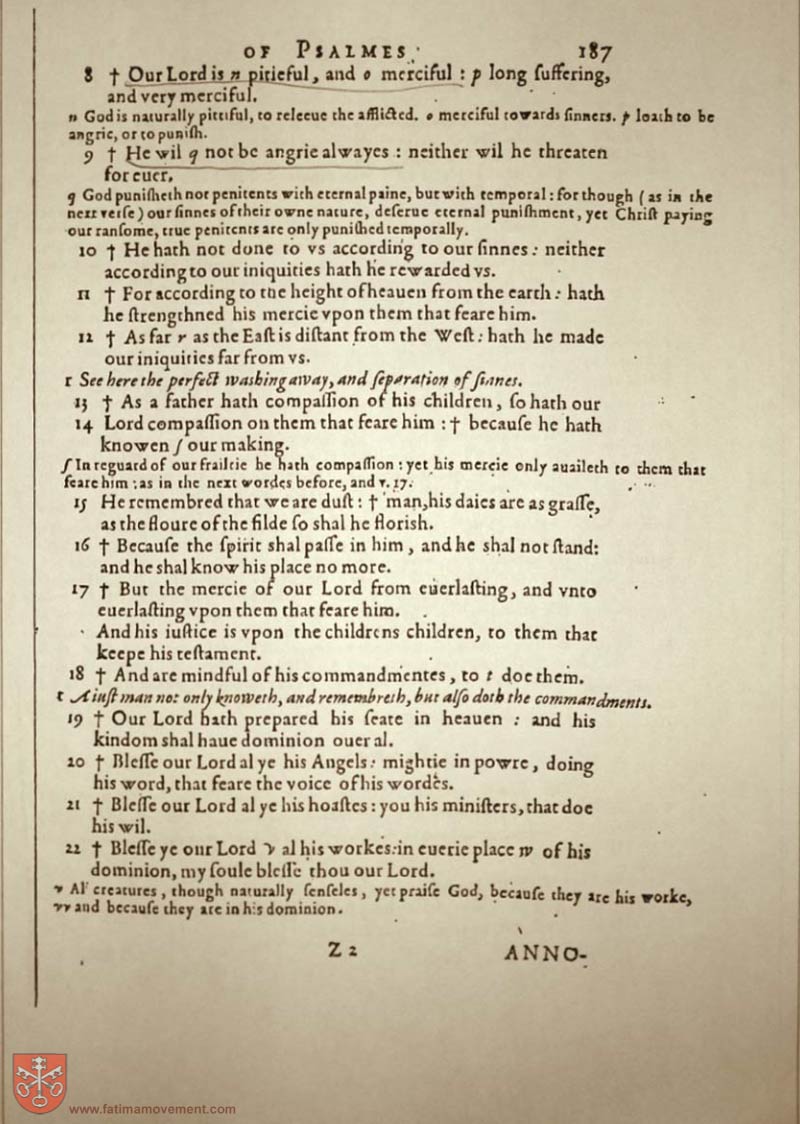 OF PSALMES. 187
8 † Our Lord is n pitieful, and o merciful : p long ſuffering,
and very merciful.
n God is naturally pittiful, to releeue the afflicted. o merciful towards ſinners. p loath to be
angrie, or to puniſh.
9 † He wil q not be angrie alwayes : neither wil he threaten
for euer.
q God puniſheth not penitents with eternal paine, but with temporal : for though ( as in the
next verſe ) our ſinnes of their owne nature, deſerue eternal puniſhment, yet Chriſt paying
our ranſome, true penitents are only puniſhed temporally.
10 † He hath not done to vs according to our ſinnes : neither
according to our iniquities hath he rewarded vs.
11 † For according to the height of heauen from the earth : hath
he ſtrengthned his mercie vpon them that feare him.
12 † As far r as the Eaſt is diſtant from the Weſt : hath he made
our iniquities far from vs.
r See here the perfect waſhing away, and ſeparation of ſinnes.
13 † As a father hath compaſſion of his children, ſo hath our
14 Lord compaſſion on them that feare him : † becauſe he hath
knowen ſ our making.
ſ In reguard of our frailtie he hath compaſſion : yet his mercie only auaileth to them that
feare him : as in the next wordes before, and v. 17.
15 He remembred that we are duſt : † man, his daies are as graſſe,
as the floure of the filde ſo shal he floriſh.
16 † Becauſe the ſpirit shal paſſe in him, and he shal not ſtand:
and he shal know his place no more.
17 † But the mercie of our Lord from euerlaſting, and vnto
euerlaſting vpon them that feare him.
And his iuſtice is vpon the childrens children, to them that
keepe his teſtament.
18 † And are mindful of his commandmentes, to t doe them.
t A iuſt man not only knoweth, and remembreth, but alſo doth the commandments.
19 † Our Lord hath prepared his ſeate in heauen : and his
kindom shal haue dominion ouer al.
20 † Bleſſe our Lord al ye his Angels : mightie in powre, doing
his word, that feare the voice of his wordes.
21 † Bleſſe our Lord al ye his hoaſtes : you his miniſters, that doe
his wil.
22 † Bleſſe ye our Lord v al his workes : in euerie place w of his
dominion, my ſoule bleſſe thou our Lord.
v Al creatures, though naturally ſenſeles, yet praiſe God, becauſe they are his worke,
vv and becauſe they are in his dominion.
Z 2 ANNO-
www.fatimamovement.com